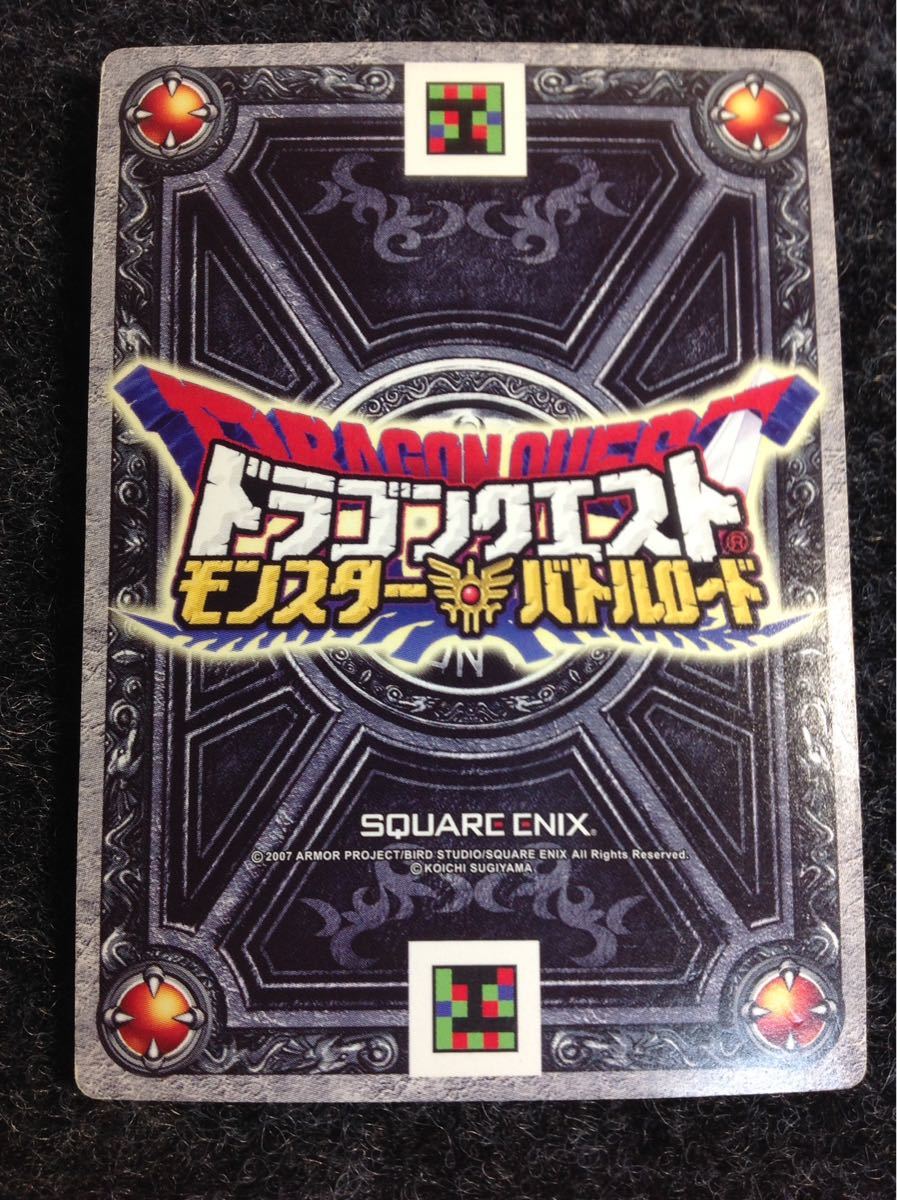 DRAGON QUEST
ドラゴンクエスト®
モンスター バトルロード
SQUARE ENIX®
© 2007 ARMOR PROJECT/BIRD STUDIO/SQUARE ENIX All Rights Reserved.
© KOICHI SUGIYAMA